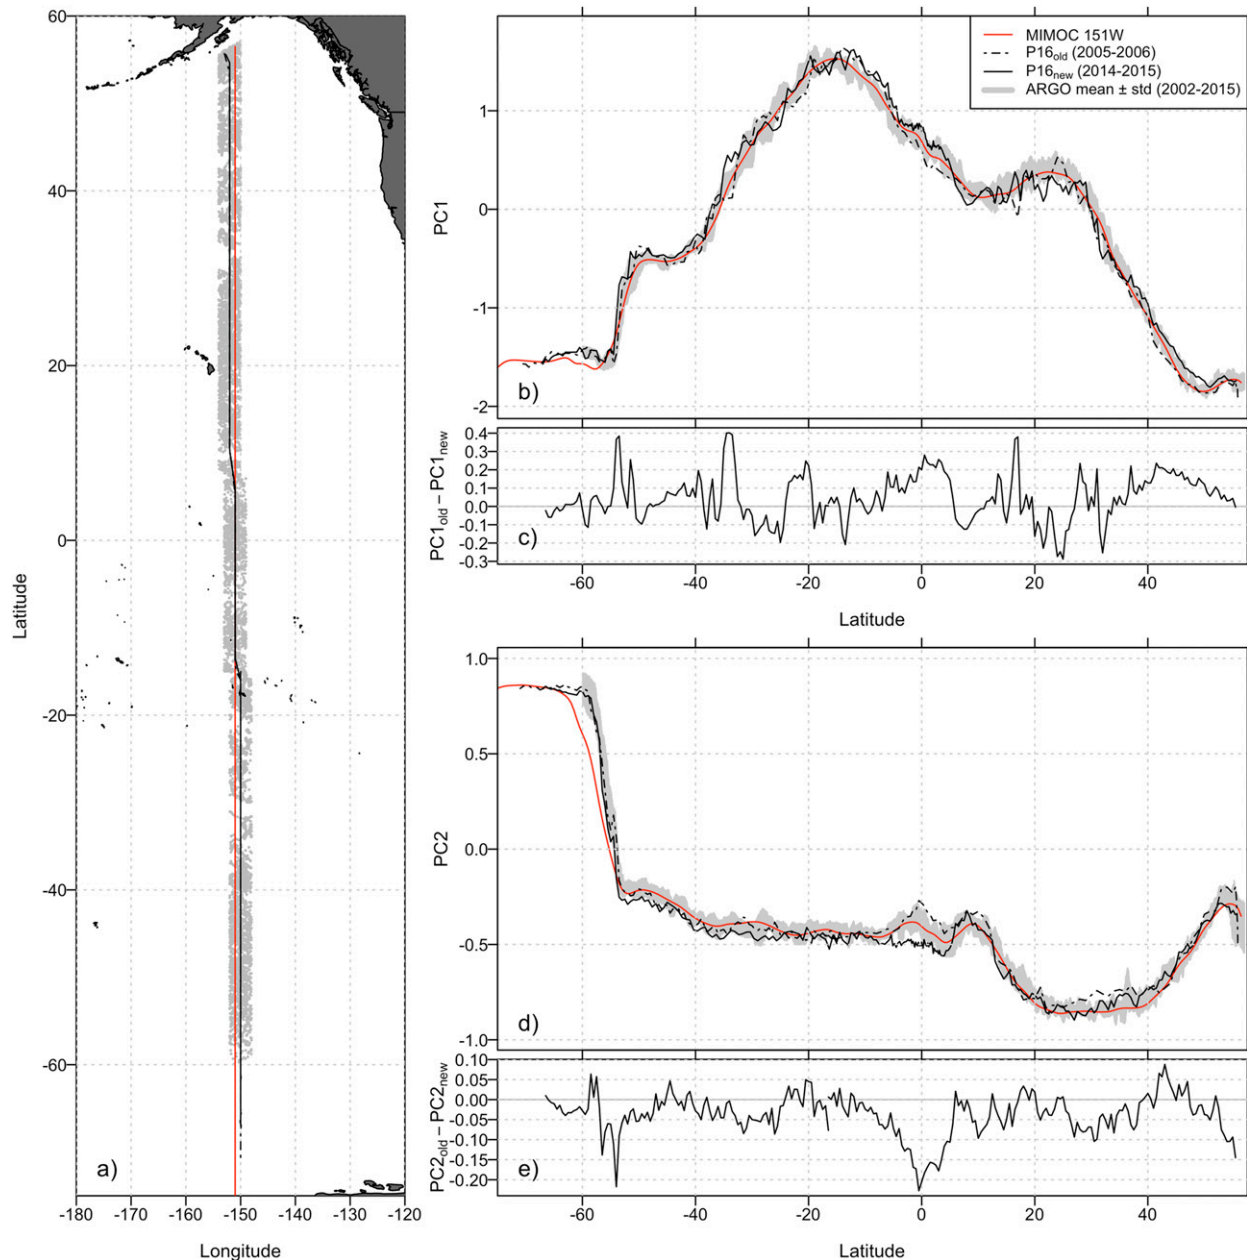 60
40
20
0
-20
-40
-60
Latitude
a)
-180
-170
-160
-150
-140
-130
-120
Longitude
MIMOC 151W
P16old (2005-2006)
P16new (2014-2015)
ARGO mean ± std (2002-2015)
1
0
-1
-2
PC1
b)
0.4
0.3
0.2
0.1
0.0
-0.1
-0.2
-0.3
PC1old − PC1new
c)
-60
-40
-20
0
20
40
Latitude
1.0
0.5
0.0
-0.5
-1.0
PC2
d)
0.10
0.05
0.00
-0.05
-0.10
-0.15
-0.20
PC2old − PC2new
e)
-60
-40
-20
0
20
40
Latitude